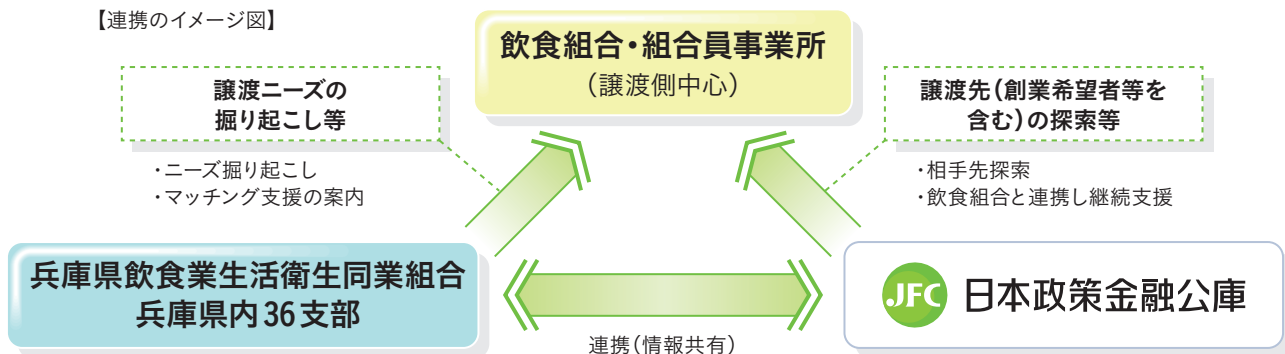 【連携のイメージ図】
飲食組合・組合員事業所
(譲渡側中心)
譲渡ニーズの
掘り起こし等
・ニーズ掘り起こし
・マッチング支援の案内
譲渡先(創業希望者等を
含む)の探索等
・相手先探索
・飲食組合と連携し継続支援
兵庫県飲食業生活衛生同業組合
兵庫県内36支部
JFC 日本政策金融公庫
連携(情報共有)